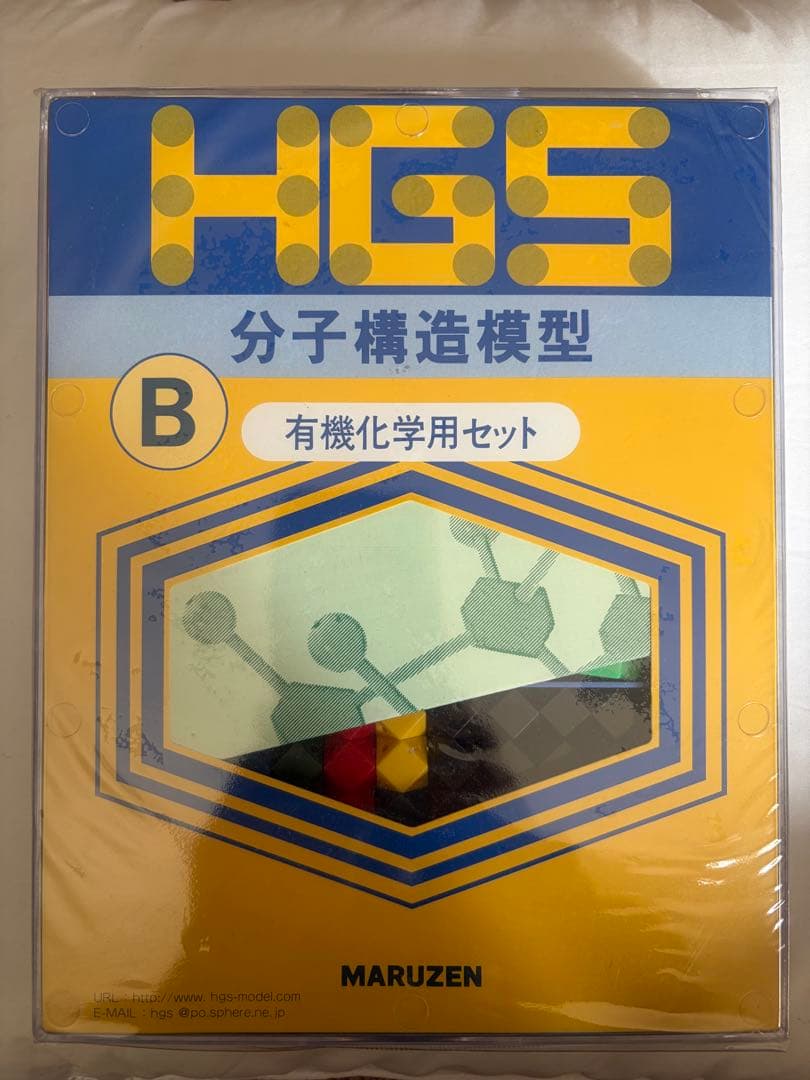 HGS
分子構造模型
B
有機化学用セット
MARUZEN
URL : http://www. hgs-model.com
E-MAIL : hgs @po.sphere.ne.jp